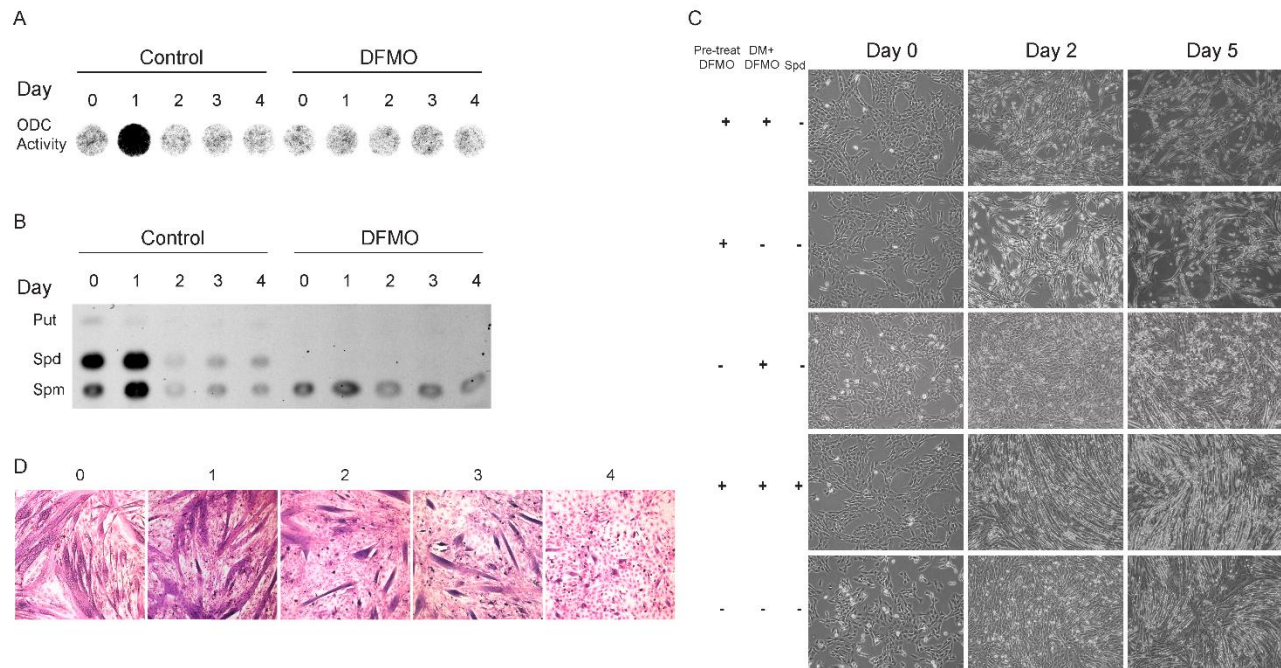 A
Control DFMO
Day
0 1 2 3 4 0 1 2 3 4
ODC
Activity
B
Control DFMO
0 1 2 3 4 0 1 2 3 4
Day
Put
Spd
Spm
D
0 1 2 3 4
C
Pre-treat DM+
DFMO DFMO Spd
Day 0 Day 2 Day 5
+ + -
+ - -
- + -
+ + +
- - -